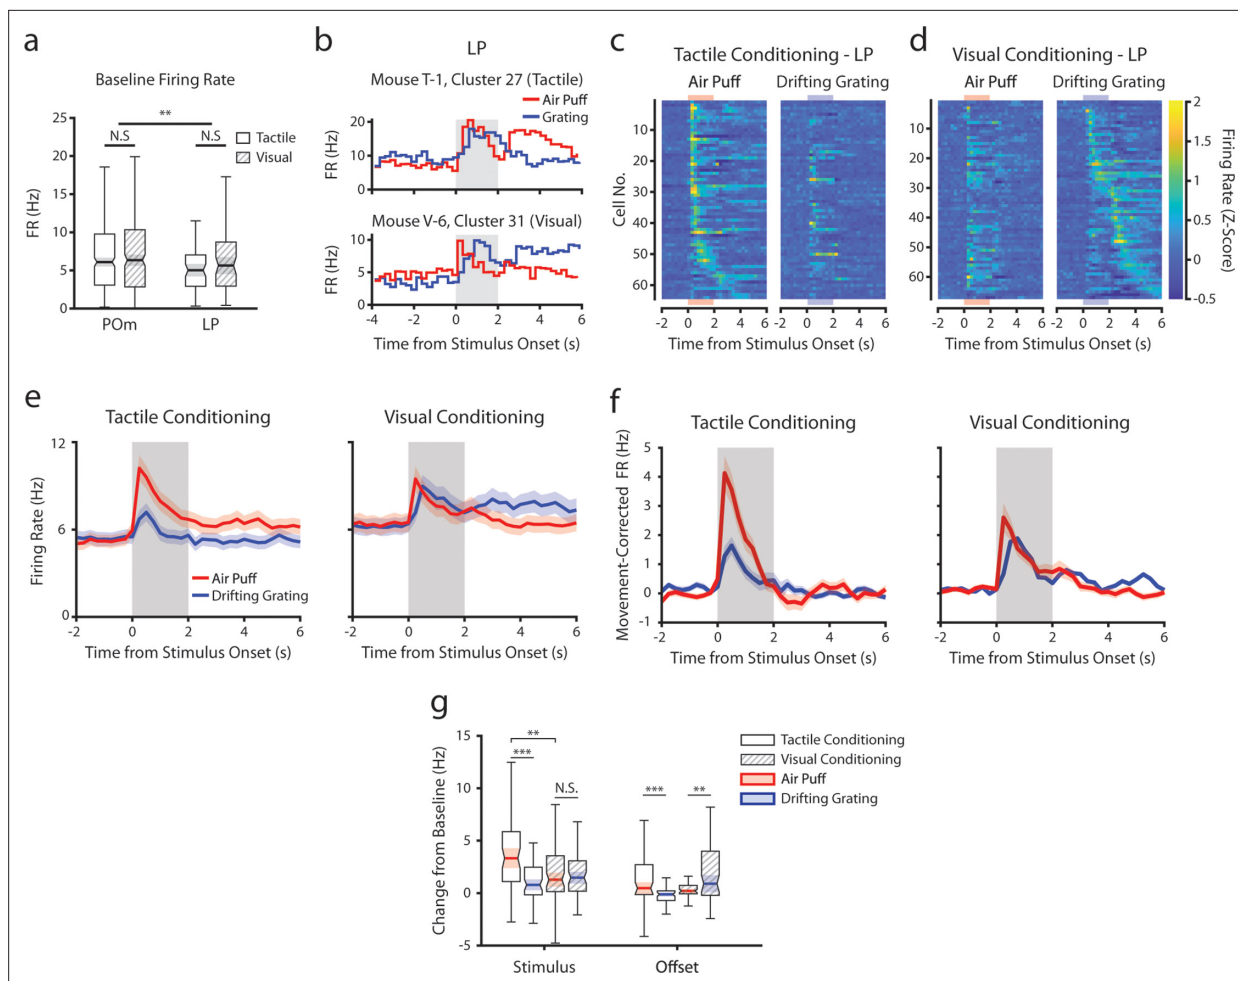 a
Baseline Firing Rate
**
N.S
N.S
Tactile
Visual
FR (Hz)
25
20
15
10
5
0
POm
LP
b
LP
Mouse T-1, Cluster 27 (Tactile)
Air Puff
Grating
FR (Hz)
20
10
0
Mouse V-6, Cluster 31 (Visual)
FR (Hz)
10
5
0
-4 -2 0 2 4 6
Time from Stimulus Onset (s)
c
Tactile Conditioning - LP
Air Puff
Drifting Grating
Cell No.
10
20
30
40
50
60
-2 0 2 4 6
-2 0 2 4 6
Time from Stimulus Onset (s)
d
Visual Conditioning - LP
Air Puff
Drifting Grating
10
20
30
40
50
60
-2 0 2 4 6
-2 0 2 4 6
Time from Stimulus Onset (s)
2
1.5
1
0.5
0
-0.5
Firing Rate (Z-Score)
e
Tactile Conditioning
Firing Rate (Hz)
12
6
0
Air Puff
Drifting Grating
-2 0 2 4 6
Time from Stimulus Onset (s)
Visual Conditioning
-2 0 2 4 6
Time from Stimulus Onset (s)
f
Tactile Conditioning
Movement-Corrected FR (Hz)
5
4
3
2
1
0
-1
-2 0 2 4 6
Time from Stimulus Onset (s)
Visual Conditioning
-2 0 2 4 6
Time from Stimulus Onset (s)
g
Change from Baseline (Hz)
15
10
5
0
-5
**
***
N.S.
***
**
Stimulus
Offset
Tactile Conditioning
Visual Conditioning
Air Puff
Drifting Grating